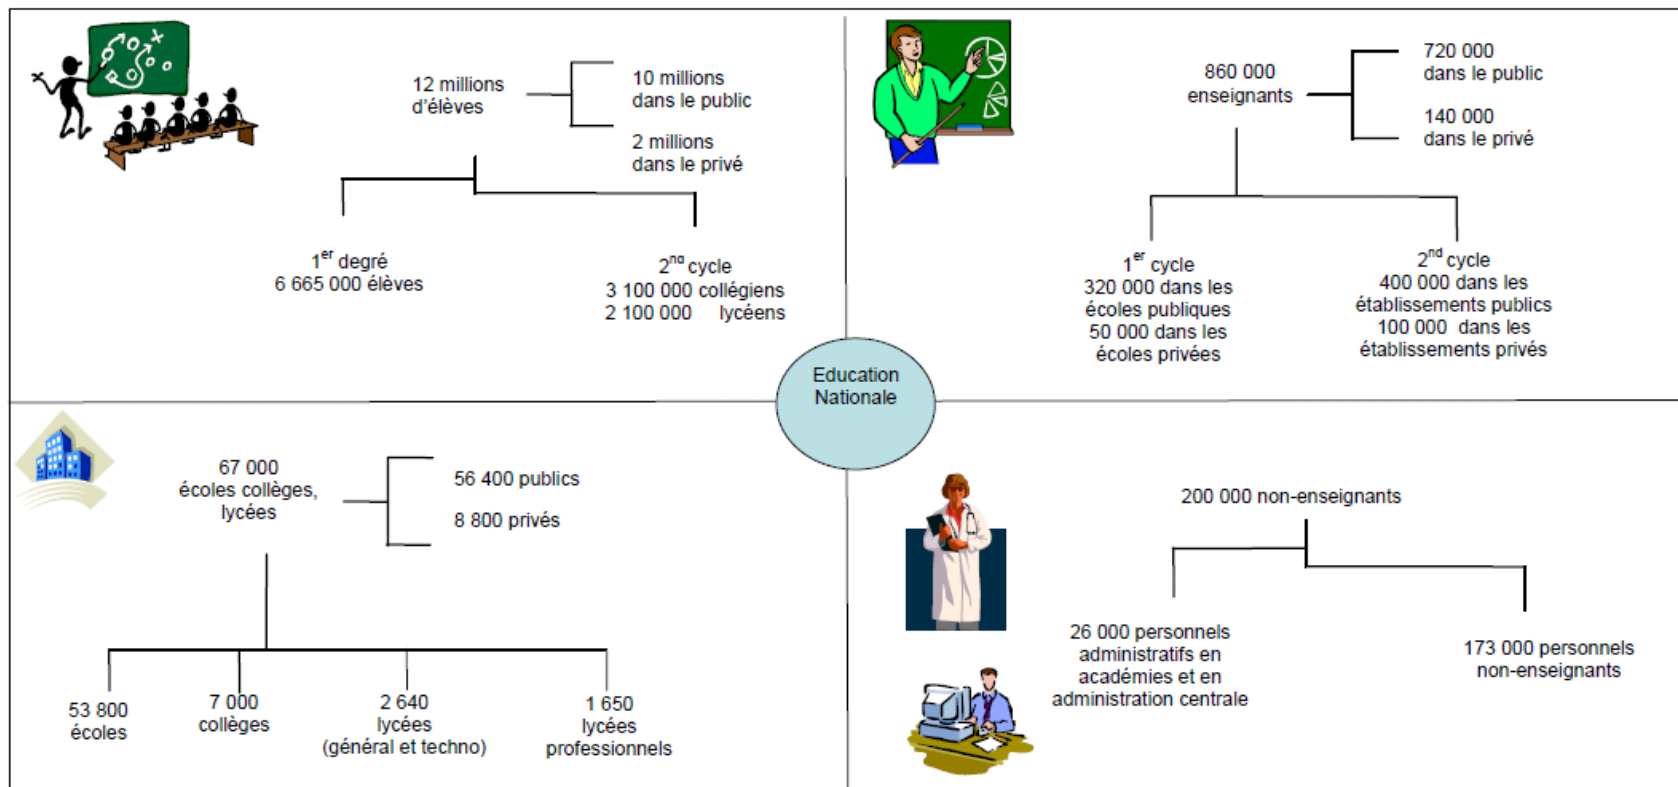 12 millions
d'élèves
10 millions
dans le public
2 millions
dans le privé
1er degré
6 665 000 élèves
2nd cycle
3 100 000 collégiens
2 100 000 lycéens
860 000
enseignants
720 000
dans le public
140 000
dans le privé
1er cycle
320 000 dans les
écoles publiques
50 000 dans les
écoles privées
2nd cycle
400 000 dans les
établissements publics
100 000 dans les
établissements privés
Education
Nationale
67 000
écoles collèges,
lycées
56 400 publics
8 800 privés
53 800
écoles
7 000
collèges
2 640
lycées
(général et techno)
1 650
lycées
professionnels
200 000 non-enseignants
26 000 personnels
administratifs en
académies et en
administration centrale
173 000 personnels
non-enseignants